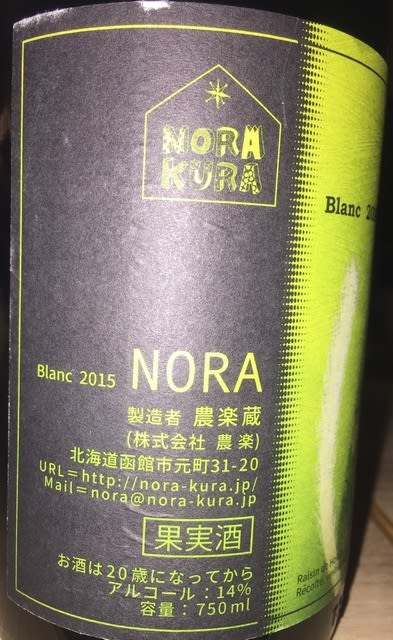 NORA
KURA
Blanc
Blanc 2015 NORA
製造者 農楽蔵
(株式会社 農楽)
北海道函館市元町31-20
URL=http://nora-kura.jp/
Mail=nora@nora-kura.jp
果実酒
お酒は20歳になってから
アルコール:14%
容量:750ml
Raisin
Récolte